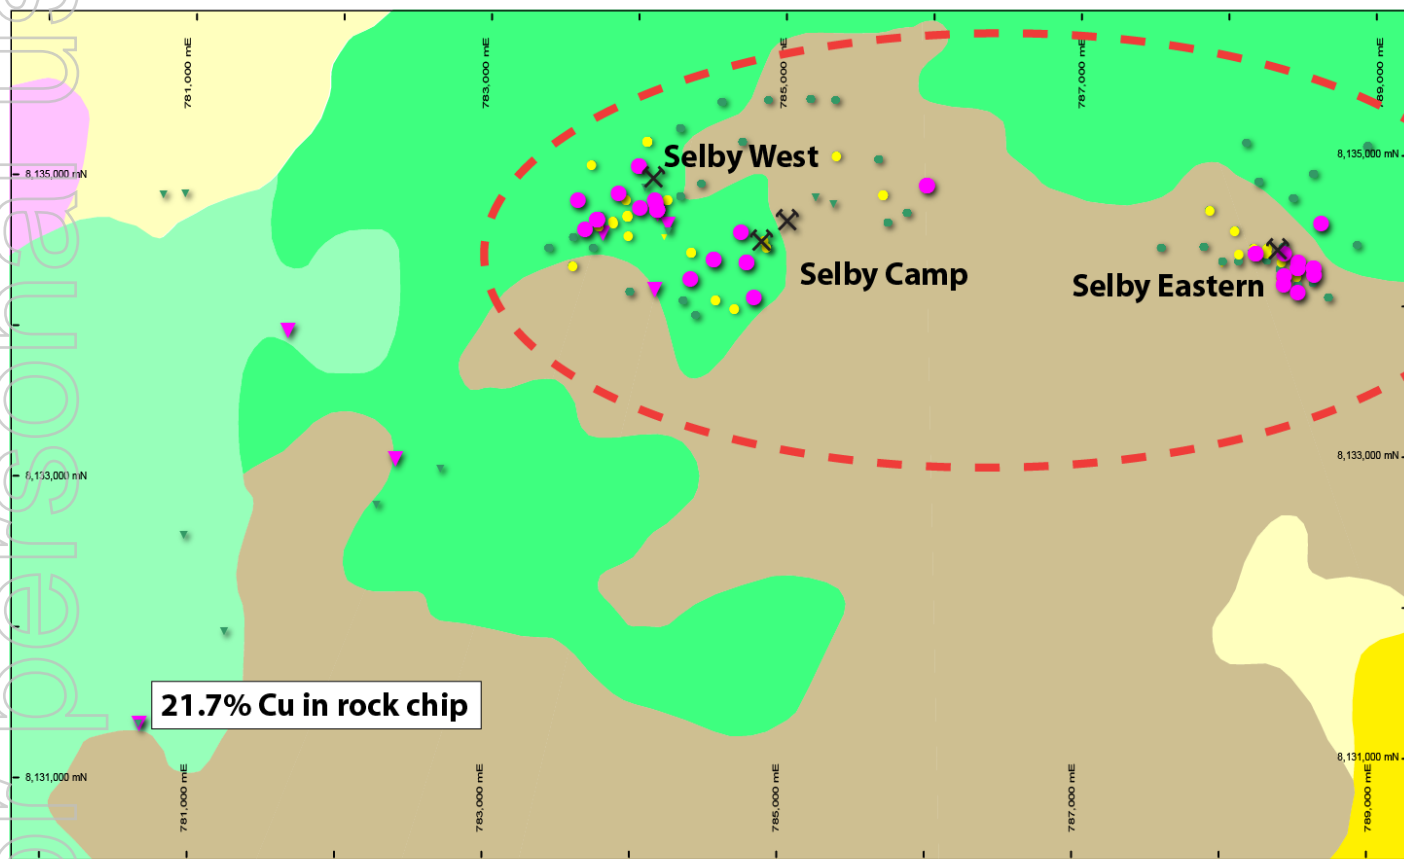 781,000 mE
783,000 mE
785,000 mE
787,000 mE
789,000 mE
Selby West
8,135,000 mN
8,135,000 mN
Selby Camp
Selby Eastern
8,133,000 mN
8,133,000 mN
21.7% Cu in rock chip
8,131,000 mN
8,131,000 mN
781,000 mE
783,000 mE
785,000 mE
787,000 mE
789,000 mE
personal us